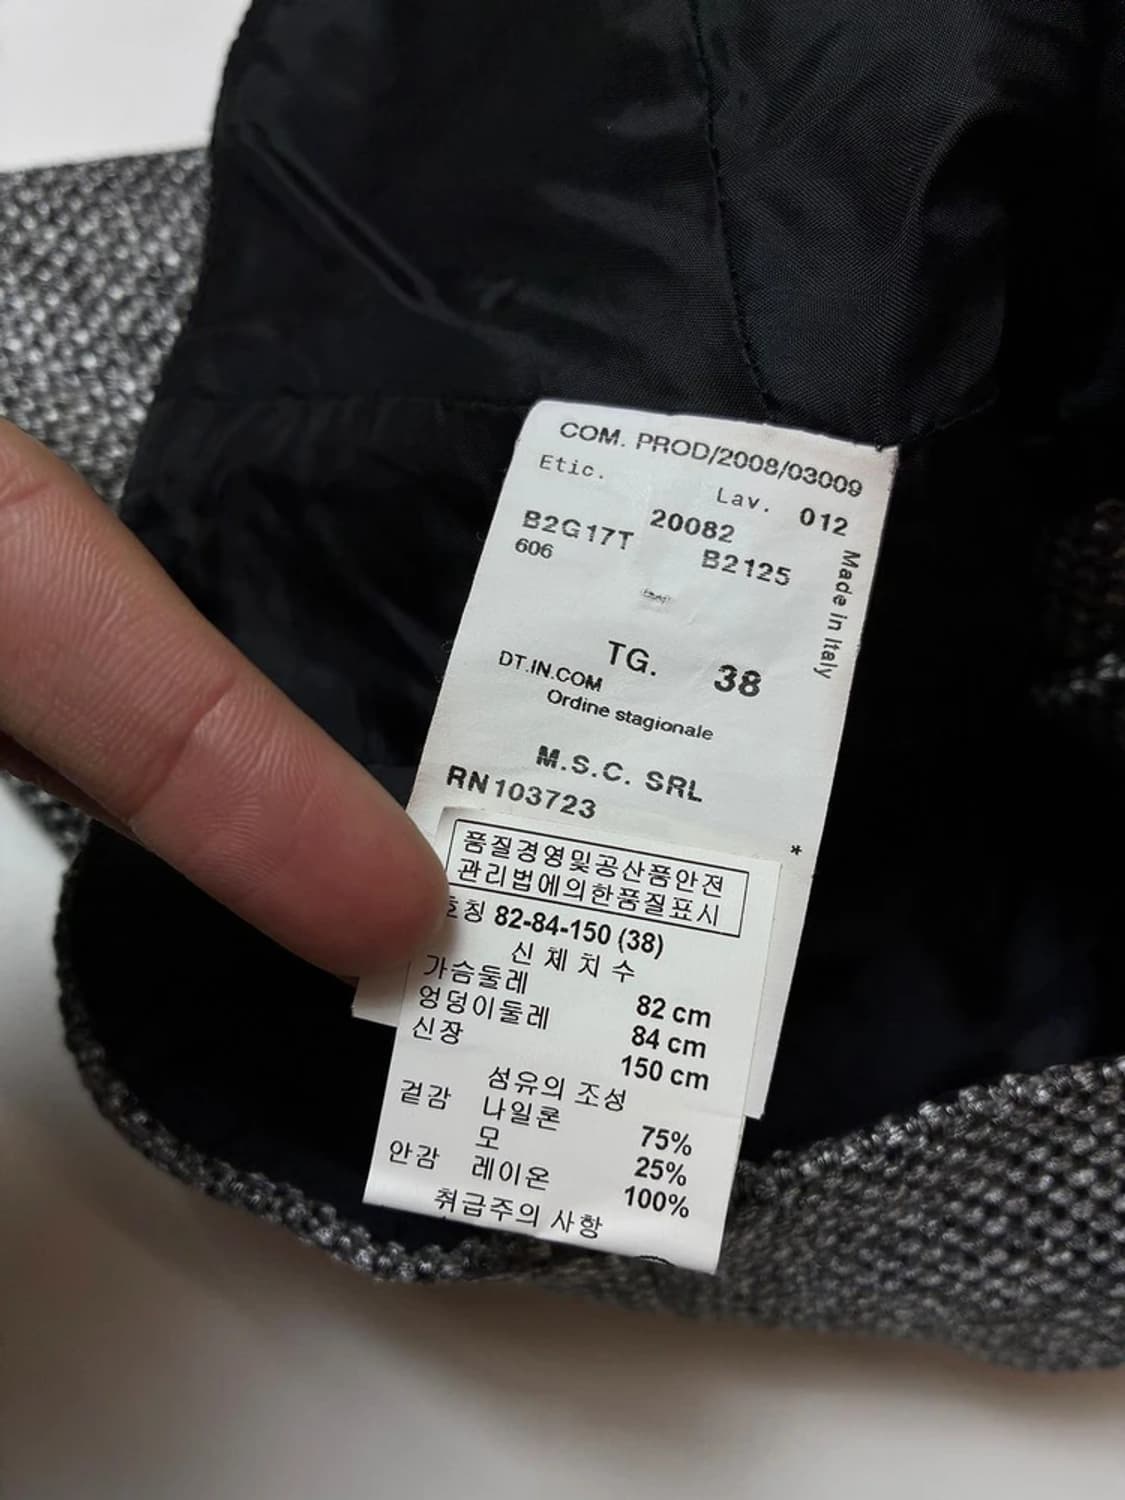 COM. PROD/2008/03009
Etic.
Lav. 012
B2G17T 20082
606 B2125
Made in Italy
TG. 38
DT.IN.COM
Ordine stagionale
M.S.C. SRL
RN103723
*
품질경영및공산품안전
관리법에의한품질표시
호칭 82-84-150 (38)
신체치수
가슴둘레 82 cm
엉덩이둘레 84 cm
신장 150 cm
섬유의 조성
겉감 나일론 75%
모 25%
안감 레이온 100%
취급주의 사항